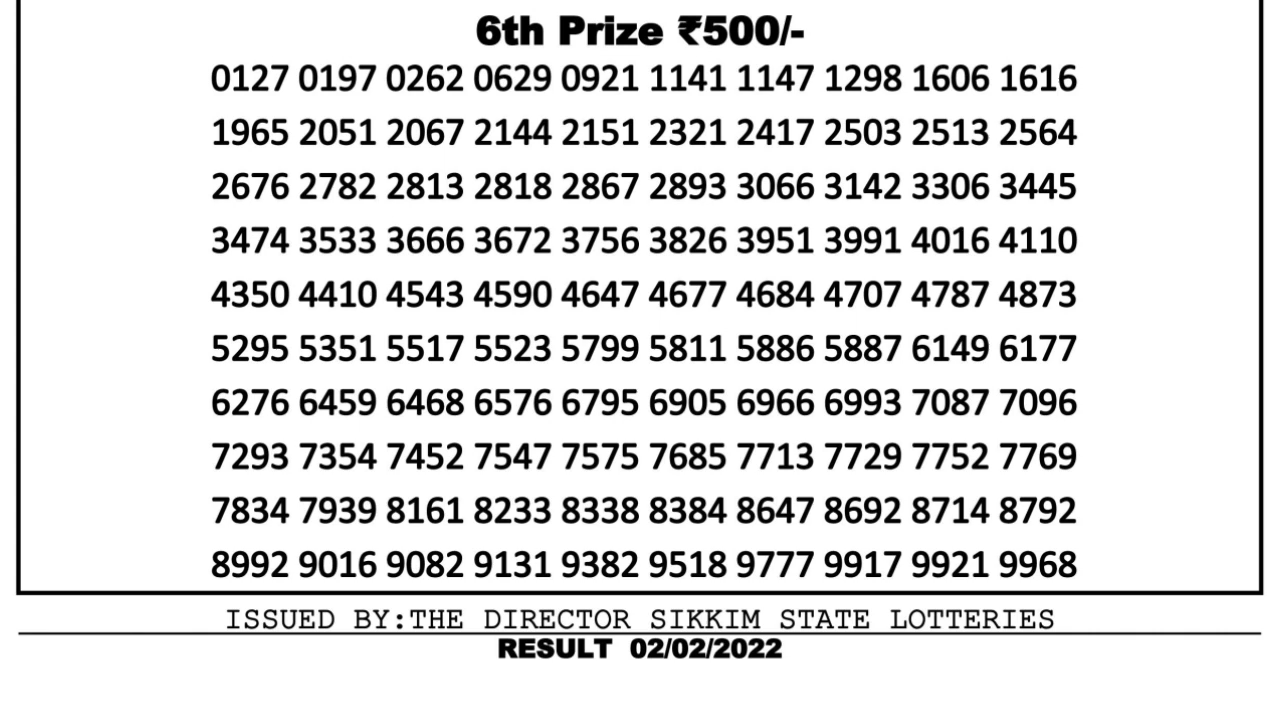 6th Prize ₹500/-
0127 0197 0262 0629 0921 1141 1147 1298 1606 1616
1965 2051 2067 2144 2151 2321 2417 2503 2513 2564
2676 2782 2813 2818 2867 2893 3066 3142 3306 3445
3474 3533 3666 3672 3756 3826 3951 3991 4016 4110
4350 4410 4543 4590 4647 4677 4684 4707 4787 4873
5295 5351 5517 5523 5799 5811 5886 5887 6149 6177
6276 6459 6468 6576 6795 6905 6966 6993 7087 7096
7293 7354 7452 7547 7575 7685 7713 7729 7752 7769
7834 7939 8161 8233 8338 8384 8647 8692 8714 8792
8992 9016 9082 9131 9382 9518 9777 9917 9921 9968
ISSUED BY:THE DIRECTOR SIKKIM STATE LOTTERIES
RESULT 02/02/2022